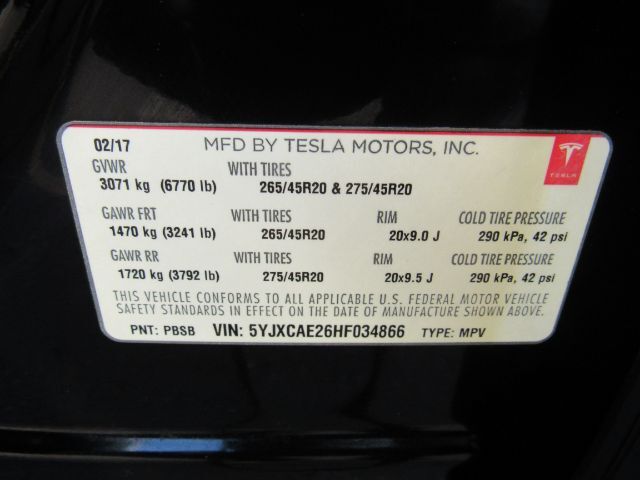 02/17 MFD BY TESLA MOTORS, INC.
GVWR WITH TIRES
3071 kg (6770 lb) 265/45R20 & 275/45R20
TESLA
GAWR FRT WITH TIRES RIM COLD TIRE PRESSURE
1470 kg (3241 lb) 265/45R20 20x9.0 J 290 kPa, 42 psi
GAWR RR WITH TIRES RIM COLD TIRE PRESSURE
1720 kg (3792 lb) 275/45R20 20x9.5 J 290 kPa, 42 psi
THIS VEHICLE CONFORMS TO ALL APPLICABLE U.S. FEDERAL MOTOR VEHICLE
SAFETY STANDARDS IN EFFECT ON THE DATE OF MANUFACTURE SHOWN ABOVE.
PNT: PBSB VIN: 5YJXCAE26HF034866 TYPE: MPV